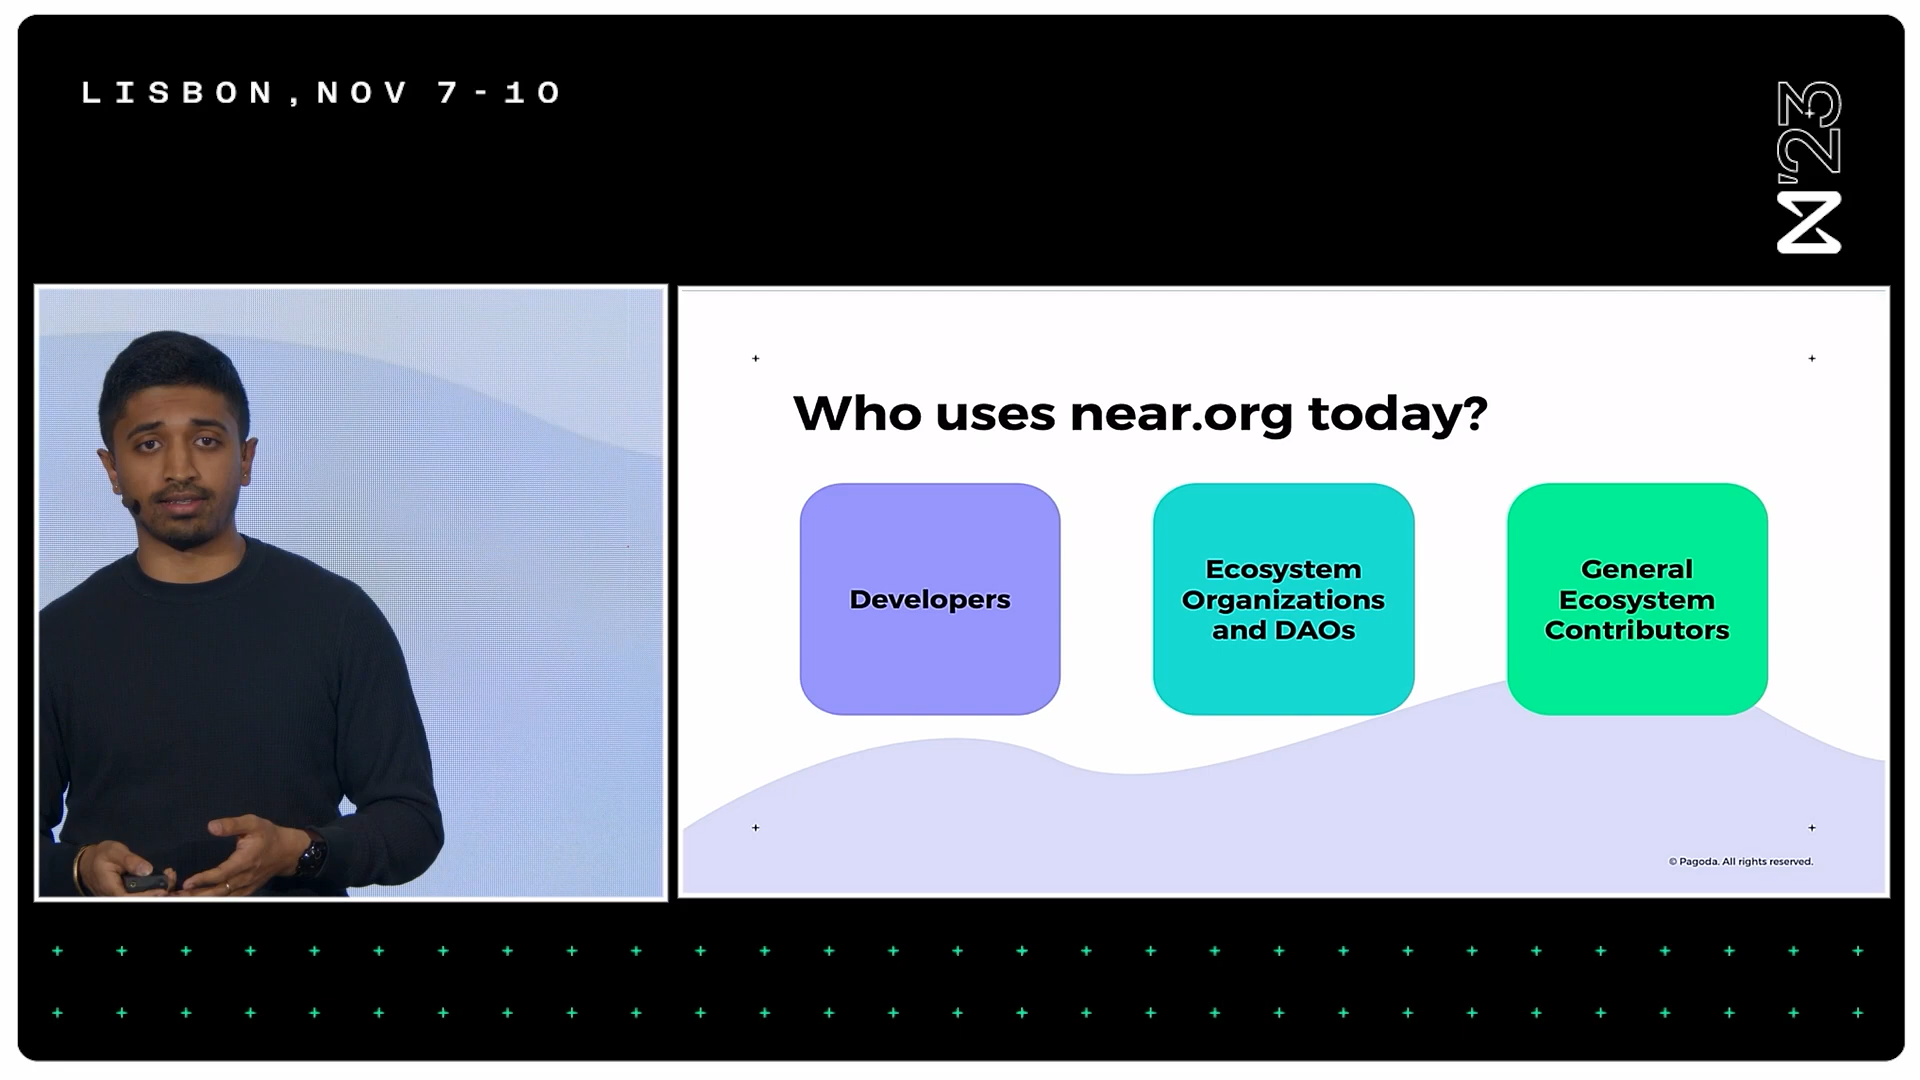 LISBON, NOV 7-10
'23
Who uses near.org today?
Developers
Ecosystem
Organizations
and DAOs
General
Ecosystem
Contributors
© Pagoda. All rights reserved.